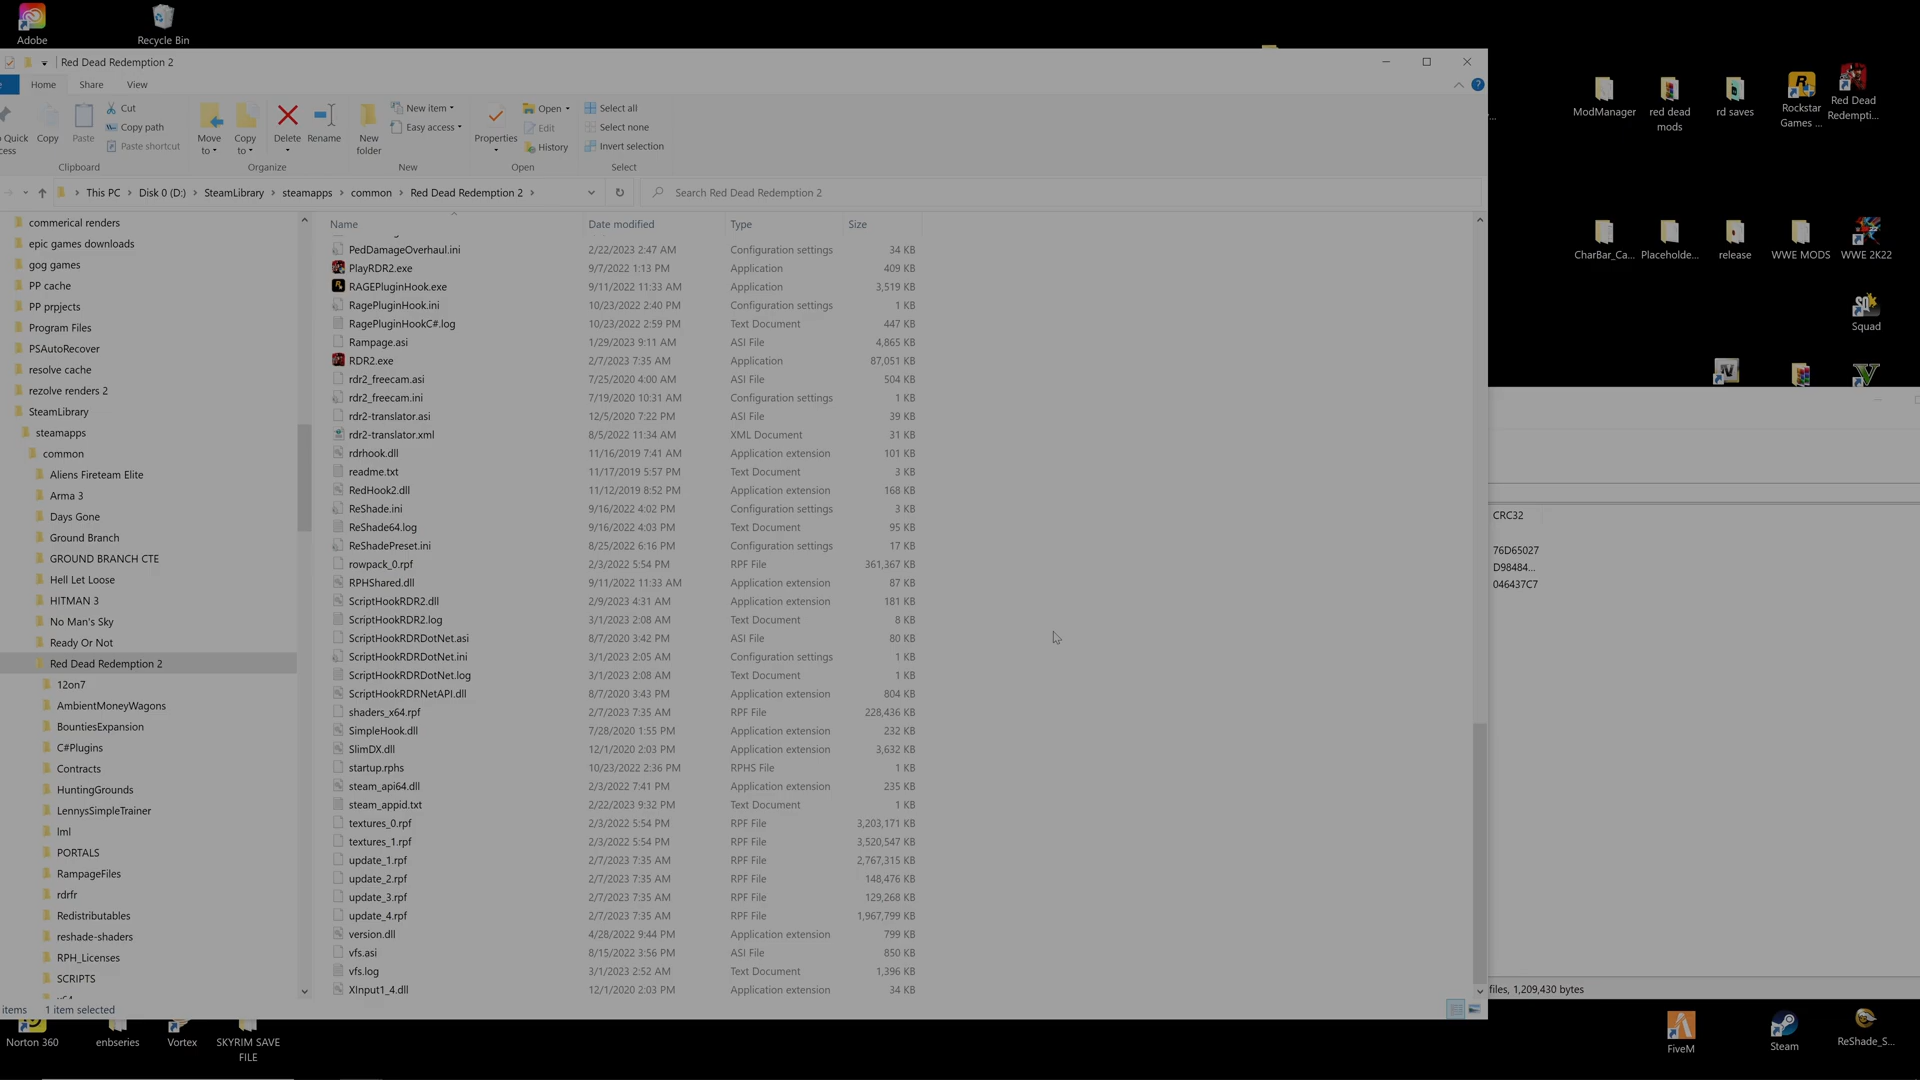 Adobe
Recycle Bin
Red Dead Redemption 2
Home
Share
View
Cut
Copy path
Paste shortcut
Quick
Copy
Paste
Move to
Copy to
Delete
Rename
New folder
New item
Easy access
Properties
Open
Edit
History
Select all
Select none
Invert selection
Clipboard
Organize
New
Open
Select
This PC
Disk 0 (D:)
SteamLibrary
steamapps
common
Red Dead Redemption 2
Search Red Dead Redemption 2
commerical renders
epic games downloads
gog games
PP cache
PP prjects
Program Files
PSAutoRecover
resolve cache
rezolve renders 2
SteamLibrary
steamapps
common
Aliens Fireteam Elite
Arma 3
Days Gone
Ground Branch
GROUND BRANCH CTE
Hell Let Loose
HITMAN 3
No Man's Sky
Ready Or Not
Red Dead Redemption 2
12on7
AmbientMoneyWagons
BountiesExpansion
C#Plugins
Contracts
HuntingGrounds
LennysSimpleTrainer
lml
PORTALS
RampageFiles
rdrfr
Redistributables
reshade-shaders
RPH_Licenses
SCRIPTS
Name Date modified Type Size
PedDamageOverhaul.ini 2/22/2023 2:47 AM Configuration settings 34 KB
PlayRDR2.exe 9/7/2022 1:13 PM Application 409 KB
RAGEPluginHook.exe 9/11/2022 11:33 AM Application 3,519 KB
RagePluginHook.ini 10/23/2022 2:40 PM Configuration settings 1 KB
RagePluginHookC#.log 10/23/2022 2:59 PM Text Document 447 KB
Rampage.asi 1/29/2023 9:11 AM ASI File 4,865 KB
RDR2.exe 2/7/2023 7:35 AM Application 87,051 KB
rdr2_freecam.asi 7/25/2020 4:00 AM ASI File 504 KB
rdr2_freecam.ini 7/19/2020 10:31 AM Configuration settings 1 KB
rdr2-translator.asi 12/5/2020 7:22 PM ASI File 39 KB
rdr2-translator.xml 8/5/2022 11:34 AM XML Document 31 KB
rdrhook.dll 11/16/2019 7:41 AM Application extension 101 KB
readme.txt 11/17/2019 5:57 PM Text Document 3 KB
RedHook2.dll 11/12/2019 8:52 PM Application extension 168 KB
ReShade.ini 9/16/2022 4:02 PM Configuration settings 3 KB
ReShade64.log 9/16/2022 4:03 PM Text Document 95 KB
ReShadePreset.ini 8/25/2022 6:16 PM Configuration settings 17 KB
rowpack_0.rpf 2/3/2022 5:54 PM RPF File 361,367 KB
RPHShared.dll 9/11/2022 11:33 AM Application extension 87 KB
ScriptHookRDR2.dll 2/9/2023 4:31 AM Application extension 181 KB
ScriptHookRDR2.log 3/1/2023 2:08 AM Text Document 8 KB
ScriptHookRDRDotNet.asi 8/7/2020 3:42 PM ASI File 80 KB
ScriptHookRDRDotNet.ini 3/1/2023 2:05 AM Configuration settings 1 KB
ScriptHookRDRDotNet.log 3/1/2023 2:08 AM Text Document 1 KB
ScriptHookRDRNetAPI.dll 8/7/2020 3:43 PM Application extension 804 KB
shaders_x64.rpf 2/7/2023 7:35 AM RPF File 228,436 KB
SimpleHook.dll 7/28/2020 1:55 PM Application extension 232 KB
SlimDX.dll 12/1/2020 2:03 PM Application extension 3,632 KB
startup.rphs 10/23/2022 2:36 PM RPHS File 1 KB
steam_api64.dll 2/3/2022 7:41 PM Application extension 235 KB
steam_appid.txt 2/22/2023 9:32 PM Text Document 1 KB
textures_0.rpf 2/3/2022 5:54 PM RPF File 3,203,171 KB
textures_1.rpf 2/3/2022 5:54 PM RPF File 3,520,547 KB
update_1.rpf 2/7/2023 7:35 AM RPF File 2,767,315 KB
update_2.rpf 2/7/2023 7:35 AM RPF File 148,476 KB
update_3.rpf 2/7/2023 7:35 AM RPF File 129,268 KB
update_4.rpf 2/7/2023 7:35 AM RPF File 1,967,799 KB
version.dll 4/28/2022 9:44 PM Application extension 799 KB
vfs.asi 8/15/2022 3:56 PM ASI File 850 KB
vfs.log 3/1/2023 2:52 AM Text Document 1,396 KB
XInput1_4.dll 12/1/2020 2:03 PM Application extension 34 KB
items
1 item selected
ModManager
red dead mods
rd saves
Rockstar Games ...
Red Dead Redempti...
CharBar_Ca...
Placeholde...
release
WWE MODS
WWE 2K22
Squad
CRC32
76D65027
D98484...
046437C7
files, 1,209,430 bytes
Norton 360
enbseries
Vortex
SKYRIM SAVE FILE
FiveM
Steam
ReShade_S...